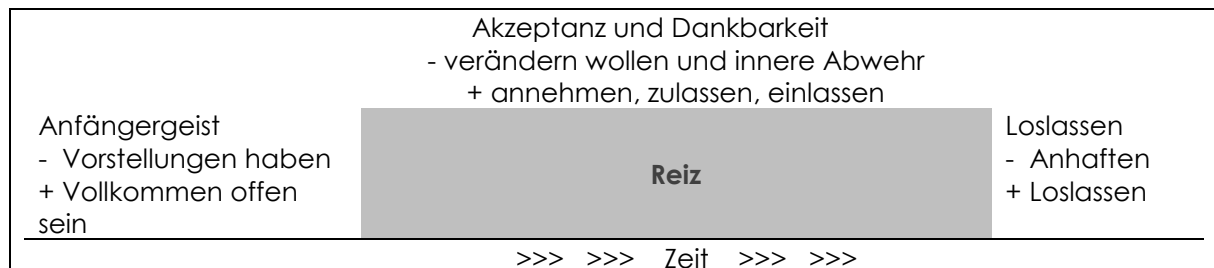 Akzeptanz und Dankbarkeit
- verändern wollen und innere Abwehr
+ annehmen, zulassen, einlassen
Anfängergeist
- Vorstellungen haben
+ Vollkommen offen
sein
Reiz
Loslassen
- Anhaften
+ Loslassen
>>> >>> Zeit >>> >>>